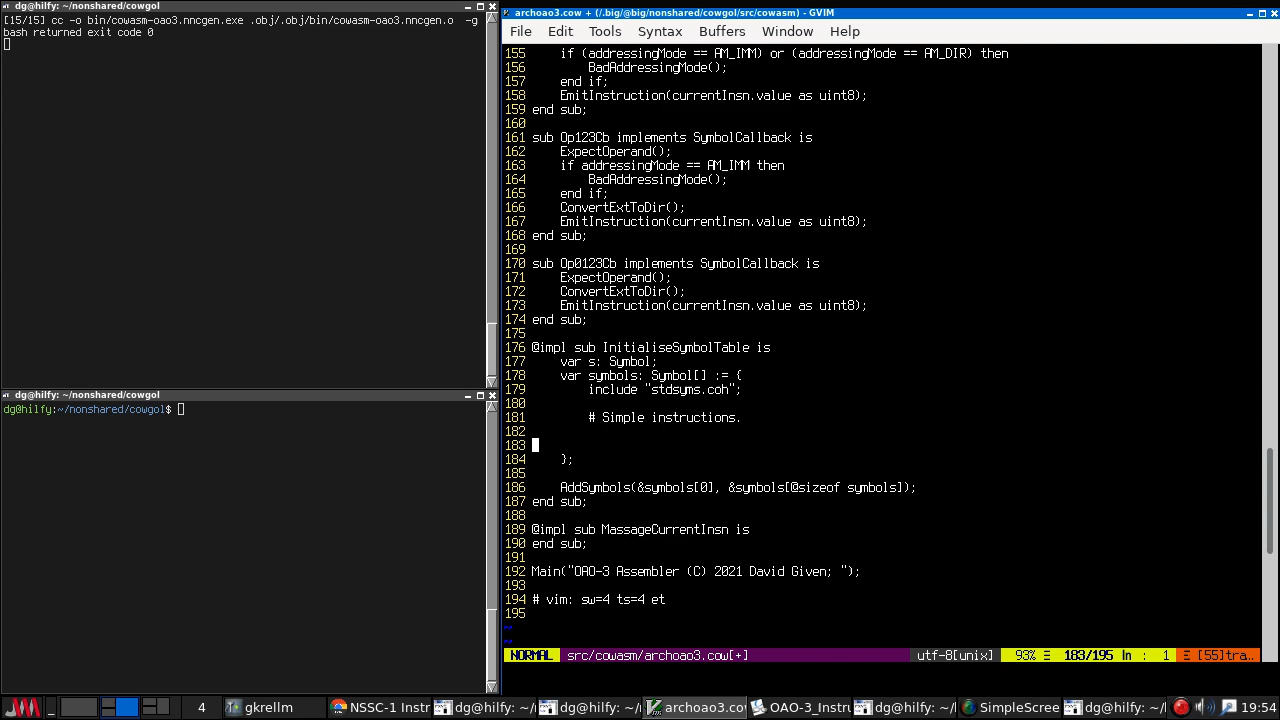 dg@hilfy: ~/nonshared/cowgol
[15/15] cc -o bin/cowasm-oao3.nncgen.exe .obj/.obj/bin/cowasm-oao3.nncgen.o -g
bash returned exit code 0
dg@hilfy: ~/nonshared/cowgol
dg@hilfy:~/nonshared/cowgol$
archoao3.cow + (/.big/@big/nonshared/cowgol/src/cowasm) - GVIM
File Edit Tools Syntax Buffers Window Help
155 if (addressingMode == AM_IMM) or (addressingMode == AM_DIR) then
156 BadAddressingMode();
157 end if;
158 EmitInstruction(currentInsn.value as uint8);
159 end sub;
160
161 sub Op123Cb implements SymbolCallback is
162 ExpectOperand();
163 if addressingMode == AM_IMM then
164 BadAddressingMode();
165 end if;
166 ConvertExtToDir();
167 EmitInstruction(currentInsn.value as uint8);
168 end sub;
169
170 sub Op0123Cb implements SymbolCallback is
171 ExpectOperand();
172 ConvertExtToDir();
173 EmitInstruction(currentInsn.value as uint8);
174 end sub;
175
176 @impl sub InitialiseSymbolTable is
177 var s: Symbol;
178 var symbols: Symbol[] := {
179 include "stdsyms.coh";
180
181 # Simple instructions.
182
183
184 };
185
186 AddSymbols(&symbols[0], &symbols[@sizeof symbols]);
187 end sub;
188
189 @impl sub MassageCurrentInsn is
190 end sub;
191
192 Main("OAO-3 Assembler (C) 2021 David Given; ");
193
194 # vim: sw=4 ts=4 et
195
~
~
NORMAL src/cowasm/archoao3.cow[+] utf-8[unix] 93% Ξ 183/195 ln : 1 Ξ [55]tra…
4 gkrellm NSSC-1 Instr dg@hilfy: ~/ dg@hilfy: ~/ archoao3.cow OAO-3_Instru dg@hilfy: ~/ SimpleScree dg@hilfy: ~/ 19:54